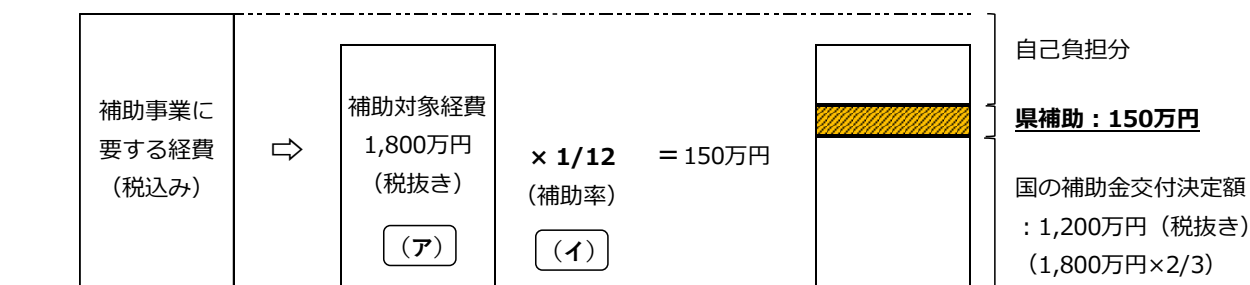 補助事業に
要する経費
（税込み）
⇨
補助対象経費
1,800万円
（税抜き）
（ア）
× 1/12
（補助率）
（イ）
＝150万円
自己負担分
県補助：150万円
国の補助金交付決定額
：1,200万円（税抜き）
（1,800万円×2/3）